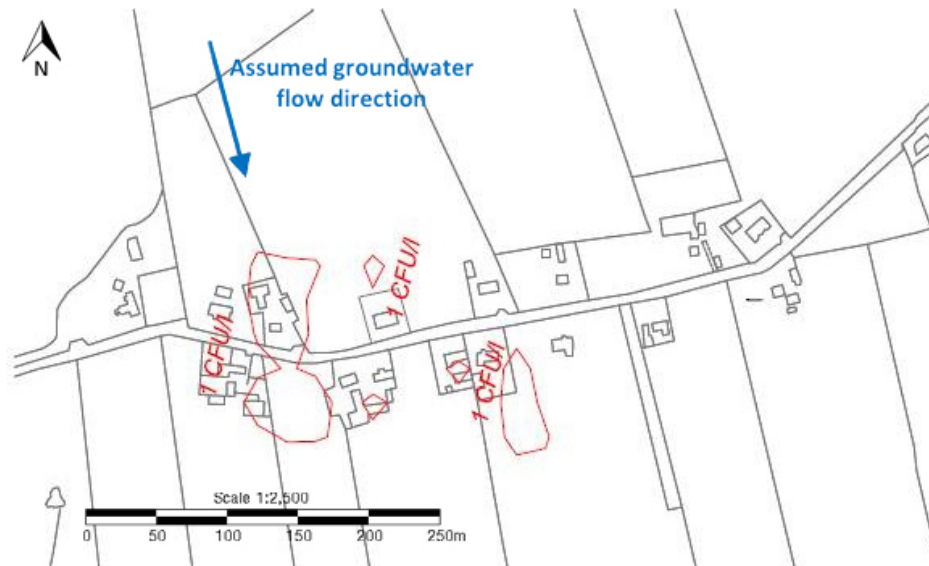 N
Assumed groundwater
flow direction
1 CFU/l
1 CFU/l
1 CFU/l
Scale 1:2,500
0 50 100 150 200 250m